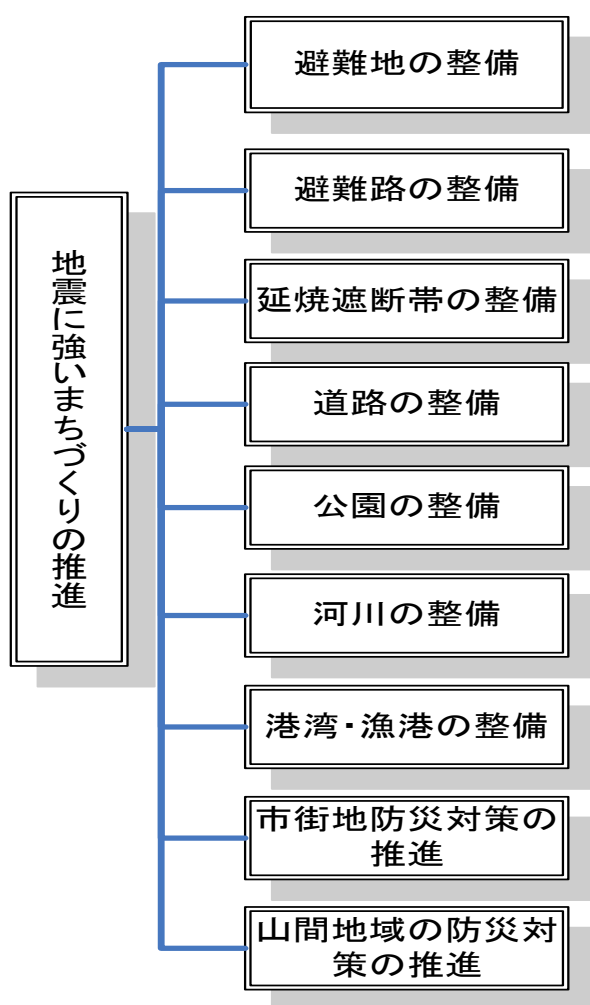 地震に強いまちづくりの推進
避難地の整備
避難路の整備
延焼遮断帯の整備
道路の整備
公園の整備
河川の整備
港湾・漁港の整備
市街地防災対策の
推進
山間地域の防災対
策の推進